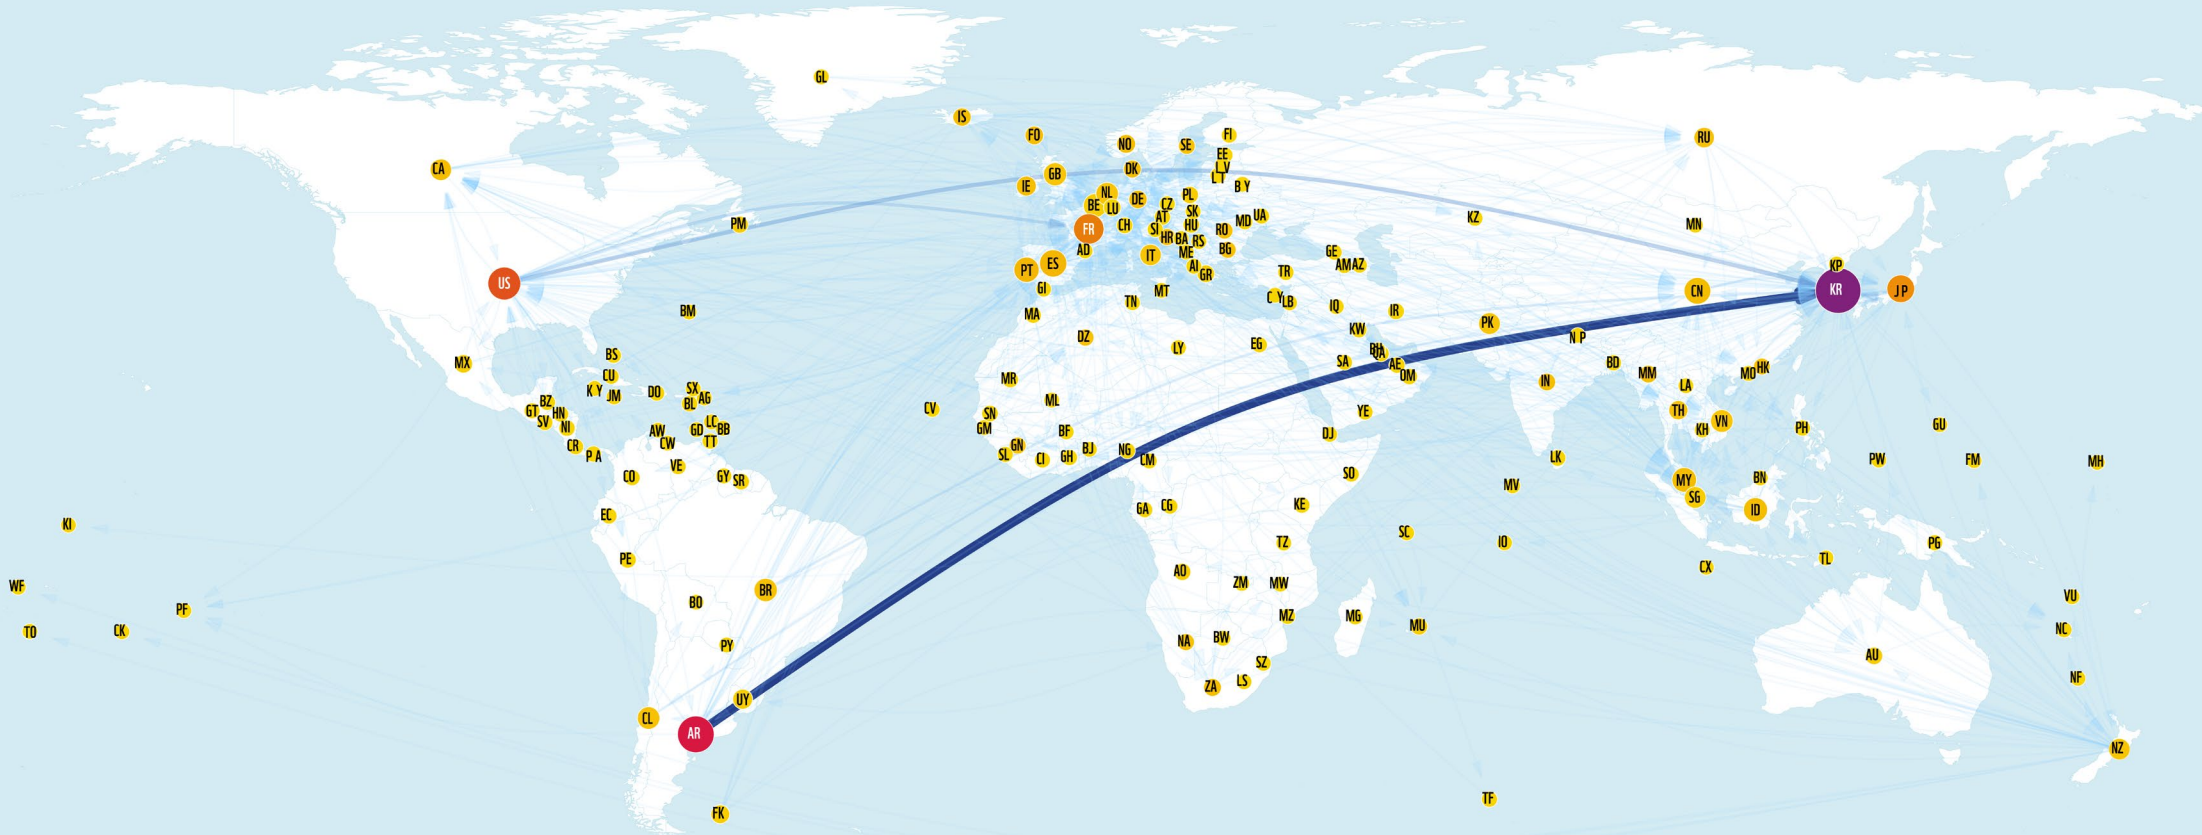 GL
IS
FO
NO
SE
FI
RU
EE
CA
GB
DK
LV
LT
IE
NL
DE
PL
BY
BE
LU
CZ
SK
AT
UA
PM
FR
CH
SI
HU
RO
MD
KZ
MN
HR
BA
RS
AD
IT
ME
BG
GE
PT
ES
AL
GR
AM
AZ
KP
US
GI
TN
MT
TR
CN
KR
JP
BM
MA
CY
LB
IQ
IR
PK
DZ
LY
EG
KW
NP
BS
MX
BH
QA
SA
AE
OM
BD
MM
MO
HK
CU
MR
IN
LA
KY
JM
DO
SX
AG
BL
BZ
GT
HN
SV
NI
CV
SN
ML
YE
TH
VN
LC
AW
GD
BB
CW
TT
GM
BF
DJ
KH
PH
GU
CR
PA
GN
SL
CI
GH
BJ
NG
CM
LK
PW
FM
MH
VE
CO
GY
SR
SO
MV
MY
SG
BN
EC
GA
CG
KE
ID
KI
PE
TZ
SC
IO
PG
WF
BR
AO
ZM
MW
CX
TL
PF
BO
MZ
MG
MU
VU
TO
CK
PY
NA
BW
NC
SZ
AU
UY
ZA
LS
NF
CL
AR
NZ
FK
TF